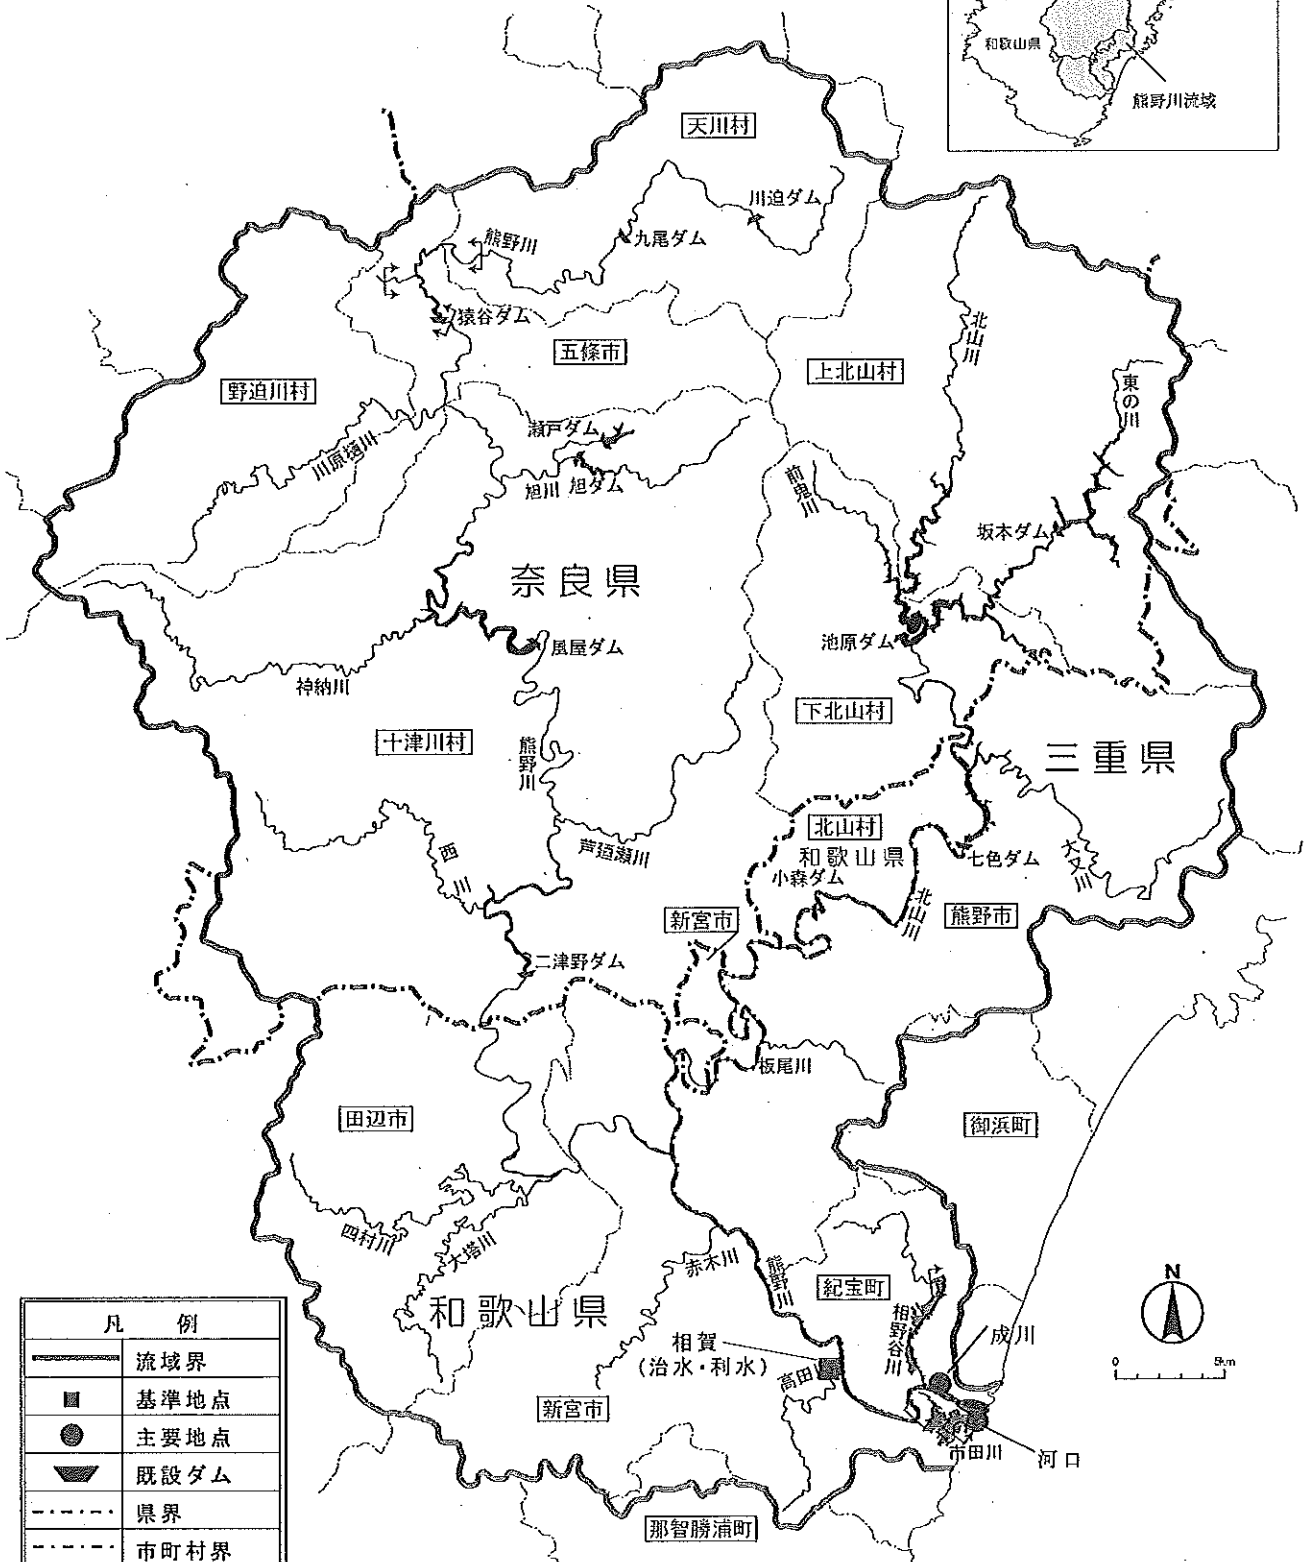 和歌山県
熊野川流域
天川村
川迫ダム
熊野川
九尾ダム
猿谷ダム
五條市
北山川
上北山村
東の川
野迫川村
瀬戸ダム
川原樋川
旭川
旭ダム
前鬼川
坂本ダム
奈良県
池原ダム
風屋ダム
神納川
下北山村
十津川村
熊野川
三重県
北山村
和歌山県
芦廼瀬川
七色ダム
大又川
西川
小森ダム
北山川
新宮市
熊野市
二津野ダム
板尾川
田辺市
御浜町
四村川
大塔川
赤木川
熊野川
紀宝町
相野谷川
N
和歌山県
相賀
(治水・利水)
成川
0
5km
高田川
新宮市
市田川
河口
那智勝浦町
凡 例
流域界
基準地点
主要地点
既設ダム
県界
市町村界